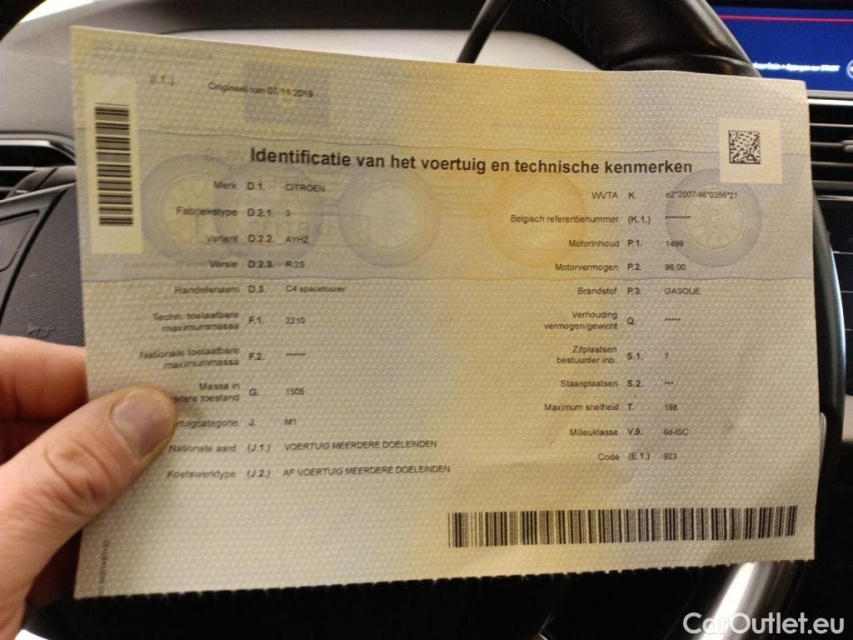 (I.1.) Origineel van 07/11/2019
Identificatie van het voertuig en technische kenmerken
Merk D.1. CITROEN
Fabriekstype D.2.1. 3
Variant D.2.2. AYHZ
Versie D.2.3. R:2S
Handelsnaam D.3. C4 spacetourer
Techn. toelaatbare
maximummassa F.1. 2210
Nationale toelaatbare
maximummassa F.2. -----
Massa in
G. 1505
J. M1
Nationale aard (J.1.) VOERTUIG MEERDERE DOELEINDEN
Koetswerktype (J.2.) AF VOERTUIG MEERDERE DOELEINDEN
WVTA K. e2*2007/46*0356*21
Belgisch referentienummer (K.1.) --------
Motorinhoud P.1. 1499
Motorvermogen P.2. 96,00
Brandstof P.3. GASOLIE
Verhouding
vermogen/gewicht Q. -----
Zitplaatsen
bestuurder inb. S.1. 7
Staanplaatsen S.2. ---
Maximum snelheid T. 198
Milieuklasse V.9. 6d-ISC
Code (E.1.) 923
CarOutlet.eu